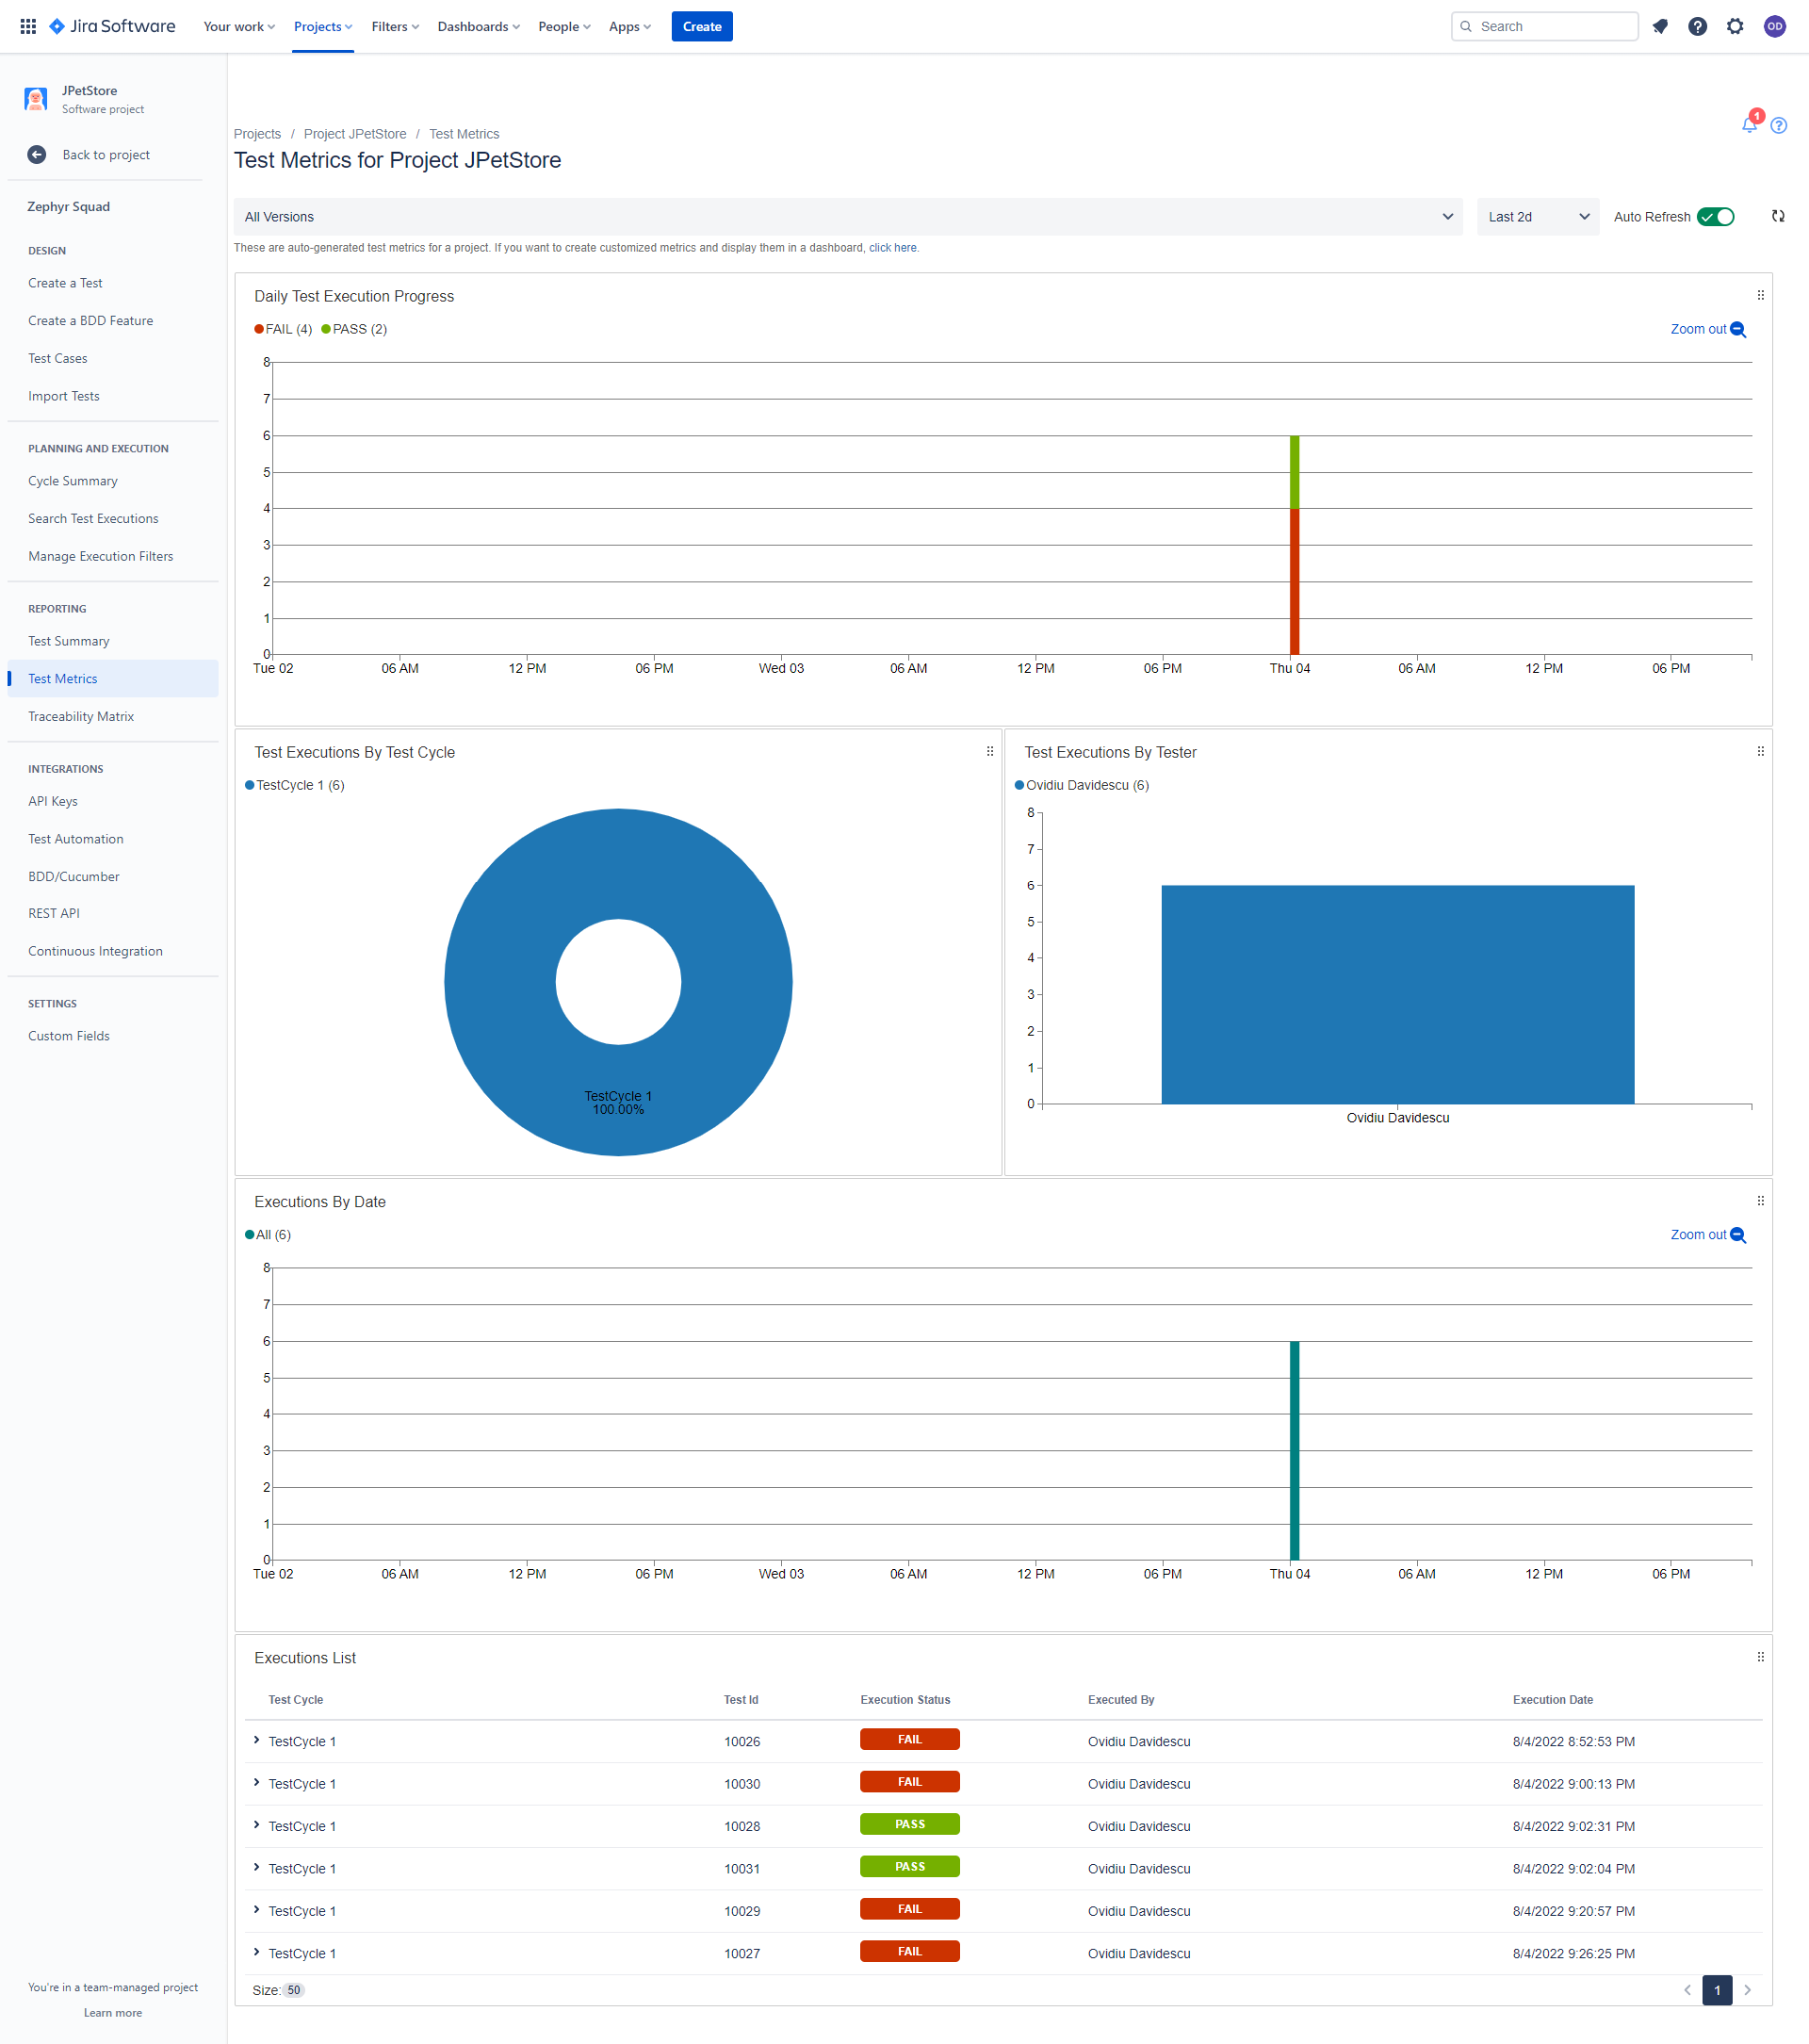 Jira Software Your work Projects Filters Dashboards People Apps Create Search OD
JPetStore
Software project
Back to project
Zephyr Squad
DESIGN
Create a Test
Create a BDD Feature
Test Cases
Import Tests
PLANNING AND EXECUTION
Cycle Summary
Search Test Executions
Manage Execution Filters
REPORTING
Test Summary
Test Metrics
Traceability Matrix
INTEGRATIONS
API Keys
Test Automation
BDD/Cucumber
REST API
Continuous Integration
SETTINGS
Custom Fields
You're in a team-managed project
Learn more
1
Projects / Project JPetStore / Test Metrics
Test Metrics for Project JPetStore
All Versions Last 2d Auto Refresh
These are auto-generated test metrics for a project. If you want to create customized metrics and display them in a dashboard, click here.
Daily Test Execution Progress
FAIL (4) PASS (2) Zoom out
8
7
6
5
4
3
2
1
0
Tue 02 06 AM 12 PM 06 PM Wed 03 06 AM 12 PM 06 PM Thu 04 06 AM 12 PM 06 PM
Test Executions By Test Cycle
TestCycle 1 (6)
TestCycle 1
100.00%
Test Executions By Tester
Ovidiu Davidescu (6)
8
7
6
5
4
3
2
1
0
Ovidiu Davidescu
Executions By Date
All (6) Zoom out
8
7
6
5
4
3
2
1
0
Tue 02 06 AM 12 PM 06 PM Wed 03 06 AM 12 PM 06 PM Thu 04 06 AM 12 PM 06 PM
Executions List
Test Cycle Test Id Execution Status Executed By Execution Date
TestCycle 1 10026 FAIL Ovidiu Davidescu 8/4/2022 8:52:53 PM
TestCycle 1 10030 FAIL Ovidiu Davidescu 8/4/2022 9:00:13 PM
TestCycle 1 10028 PASS Ovidiu Davidescu 8/4/2022 9:02:31 PM
TestCycle 1 10031 PASS Ovidiu Davidescu 8/4/2022 9:02:04 PM
TestCycle 1 10029 FAIL Ovidiu Davidescu 8/4/2022 9:20:57 PM
TestCycle 1 10027 FAIL Ovidiu Davidescu 8/4/2022 9:26:25 PM
Size: 50 1